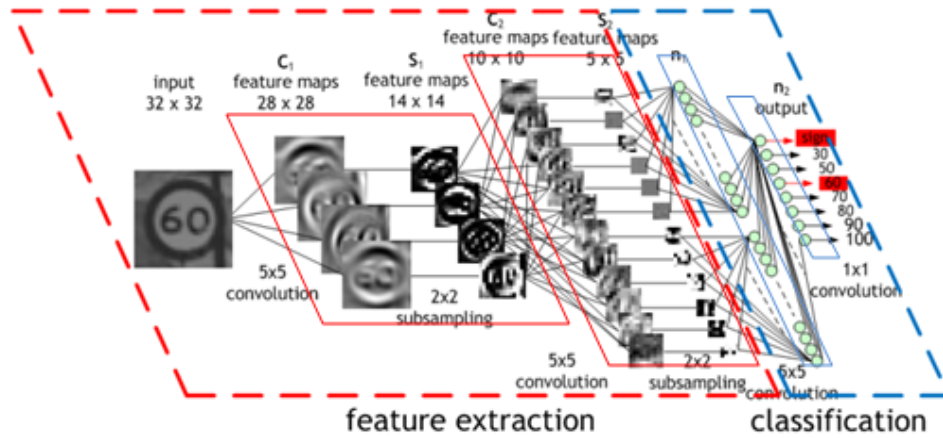 input
32 x 32
60
C₁
feature maps
28 x 28
S₁
feature maps
14 x 14
C₂
feature maps
10 x 10
S₂
feature maps
5 x 5
n₁
n₂
output
sign
30
50
60
70
80
90
100
5x5
convolution
2x2
subsampling
5x5
convolution
2x2
subsampling
5x5
convolution
1x1
convolution
feature extraction
classification